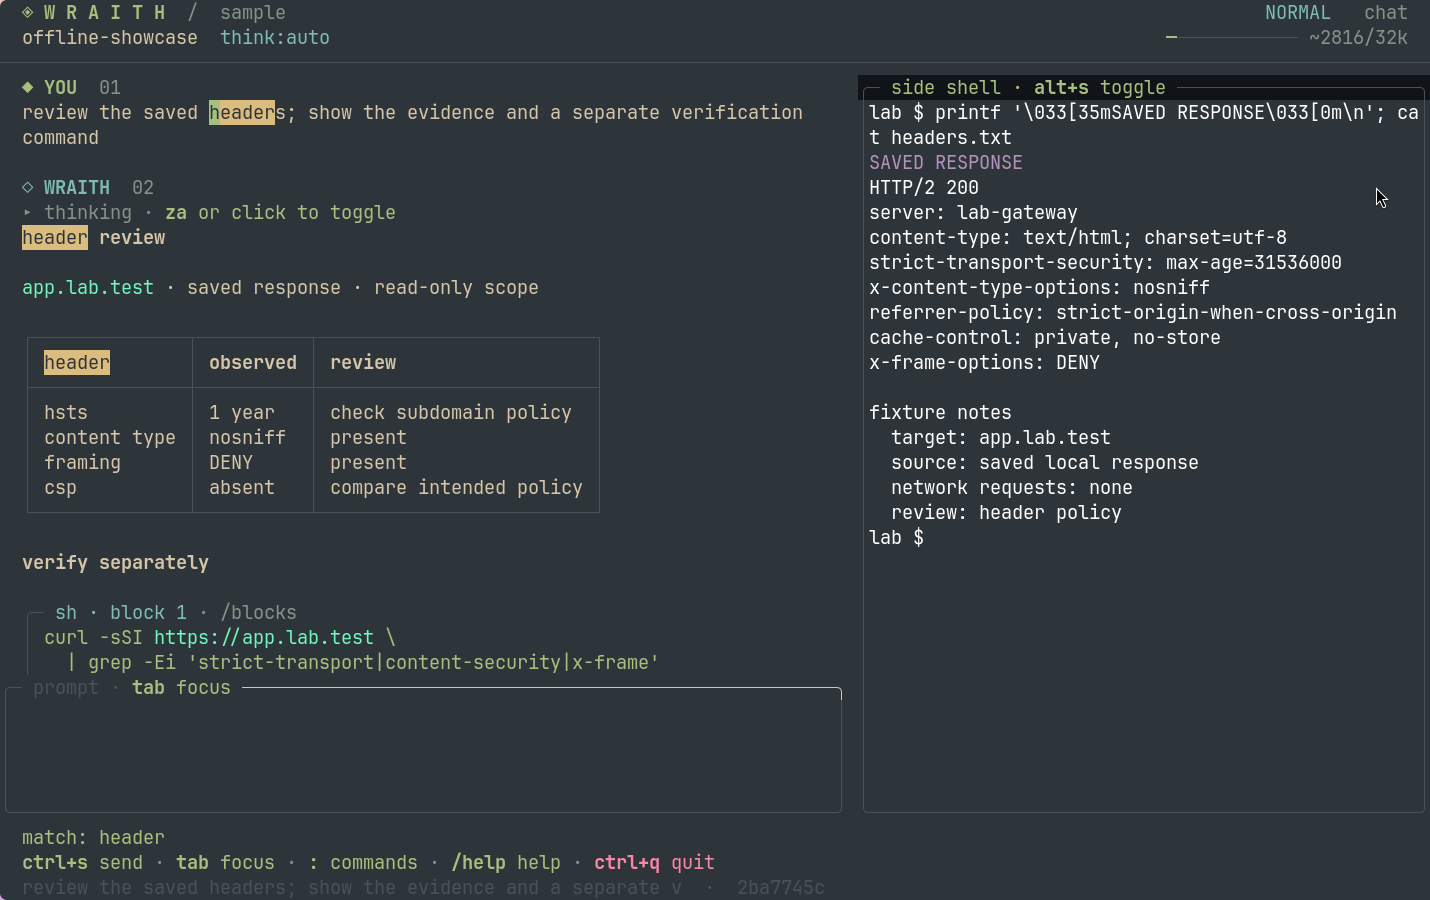 ◈ W R A I T H / sample
NORMAL chat
offline-showcase think:auto
~2816/32k
◆ YOU 01
review the saved headers; show the evidence and a separate verification
command
◇ WRAITH 02
▸ thinking · za or click to toggle
header review
app.lab.test · saved response · read-only scope
header observed review
hsts 1 year check subdomain policy
content type nosniff present
framing DENY present
csp absent compare intended policy
verify separately
sh · block 1 · /blocks
curl -sSI https://app.lab.test \
| grep -Ei 'strict-transport|content-security|x-frame'
prompt · tab focus
side shell · alt+s toggle
lab $ printf '\033[35mSAVED RESPONSE\033[0m\n'; ca
t headers.txt
SAVED RESPONSE
HTTP/2 200
server: lab-gateway
content-type: text/html; charset=utf-8
strict-transport-security: max-age=31536000
x-content-type-options: nosniff
referrer-policy: strict-origin-when-cross-origin
cache-control: private, no-store
x-frame-options: DENY
fixture notes
target: app.lab.test
source: saved local response
network requests: none
review: header policy
lab $
match: header
ctrl+s send · tab focus · : commands · /help help · ctrl+q quit
review the saved headers; show the evidence and a separate v · 2ba7745c